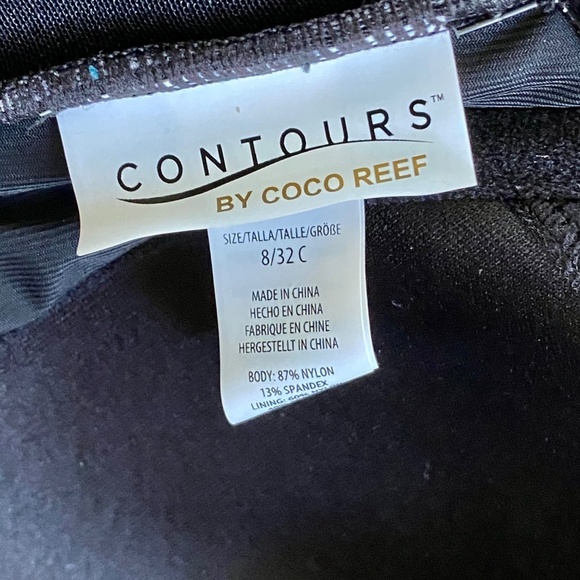 CONTOURS™
BY COCO REEF
SIZE/TALLA/TALLE/GRÖßE
8/32 C
MADE IN CHINA
HECHO EN CHINA
FABRIQUE EN CHINE
HERGESTELLT IN CHINA
BODY: 87% NYLON
13% SPANDEX
LINING: